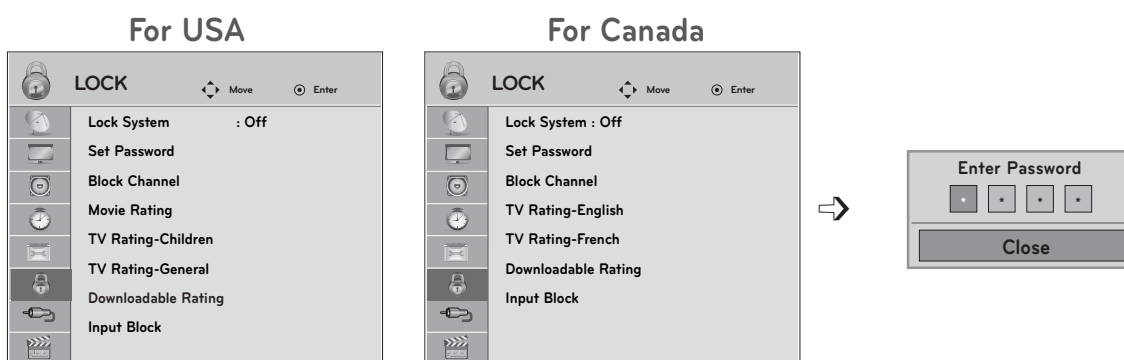 For USA
LOCK Move Enter
Lock System : Off
Set Password
Block Channel
Movie Rating
TV Rating-Children
TV Rating-General
Downloadable Rating
Input Block
For Canada
LOCK Move Enter
Lock System : Off
Set Password
Block Channel
TV Rating-English
TV Rating-French
Downloadable Rating
Input Block
Enter Password
* * * *
Close